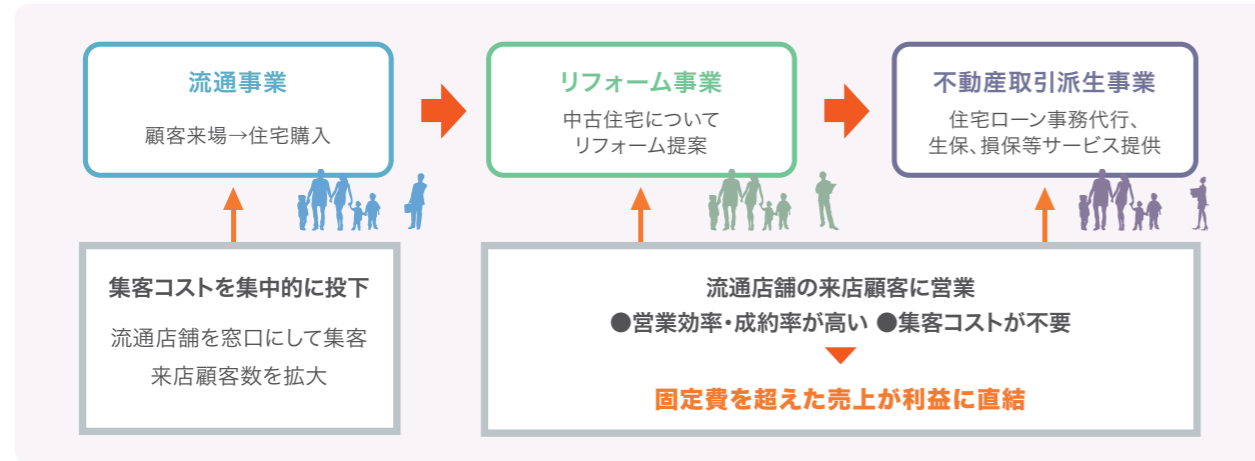 流通事業
顧客来場→住宅購入
リフォーム事業
中古住宅について
リフォーム提案
不動産取引派生事業
住宅ローン事務代行、
生保、損保等サービス提供
集客コストを集中的に投下
流通店舗を窓口にして集客
来店顧客数を拡大
流通店舗の来店顧客に営業
●営業効率・成約率が高い ●集客コストが不要
固定費を超えた売上が利益に直結